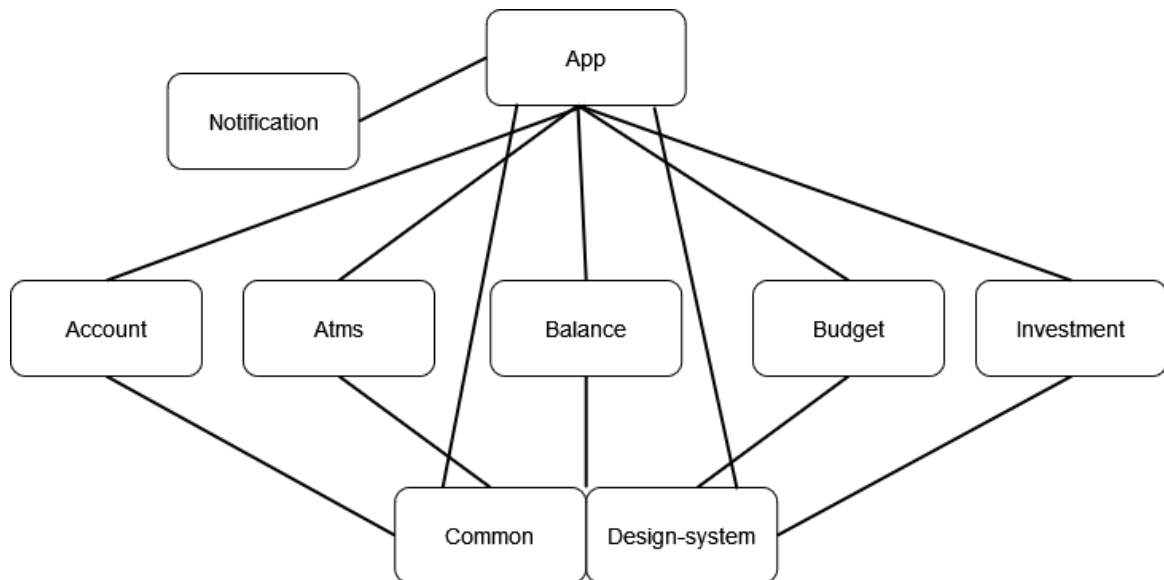 App
Notification
Account
Atms
Balance
Budget
Investment
Common
Design-system